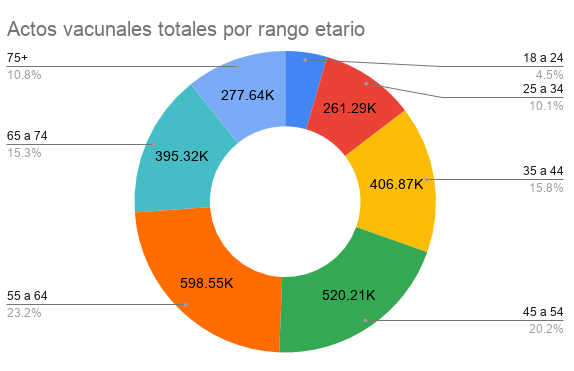 Actos vacunales totales por rango etario
18 a 24
4.5%
25 a 34
10.1%
261.29K
35 a 44
15.8%
406.87K
45 a 54
20.2%
520.21K
55 a 64
23.2%
598.55K
65 a 74
15.3%
395.32K
75+
10.8%
277.64K